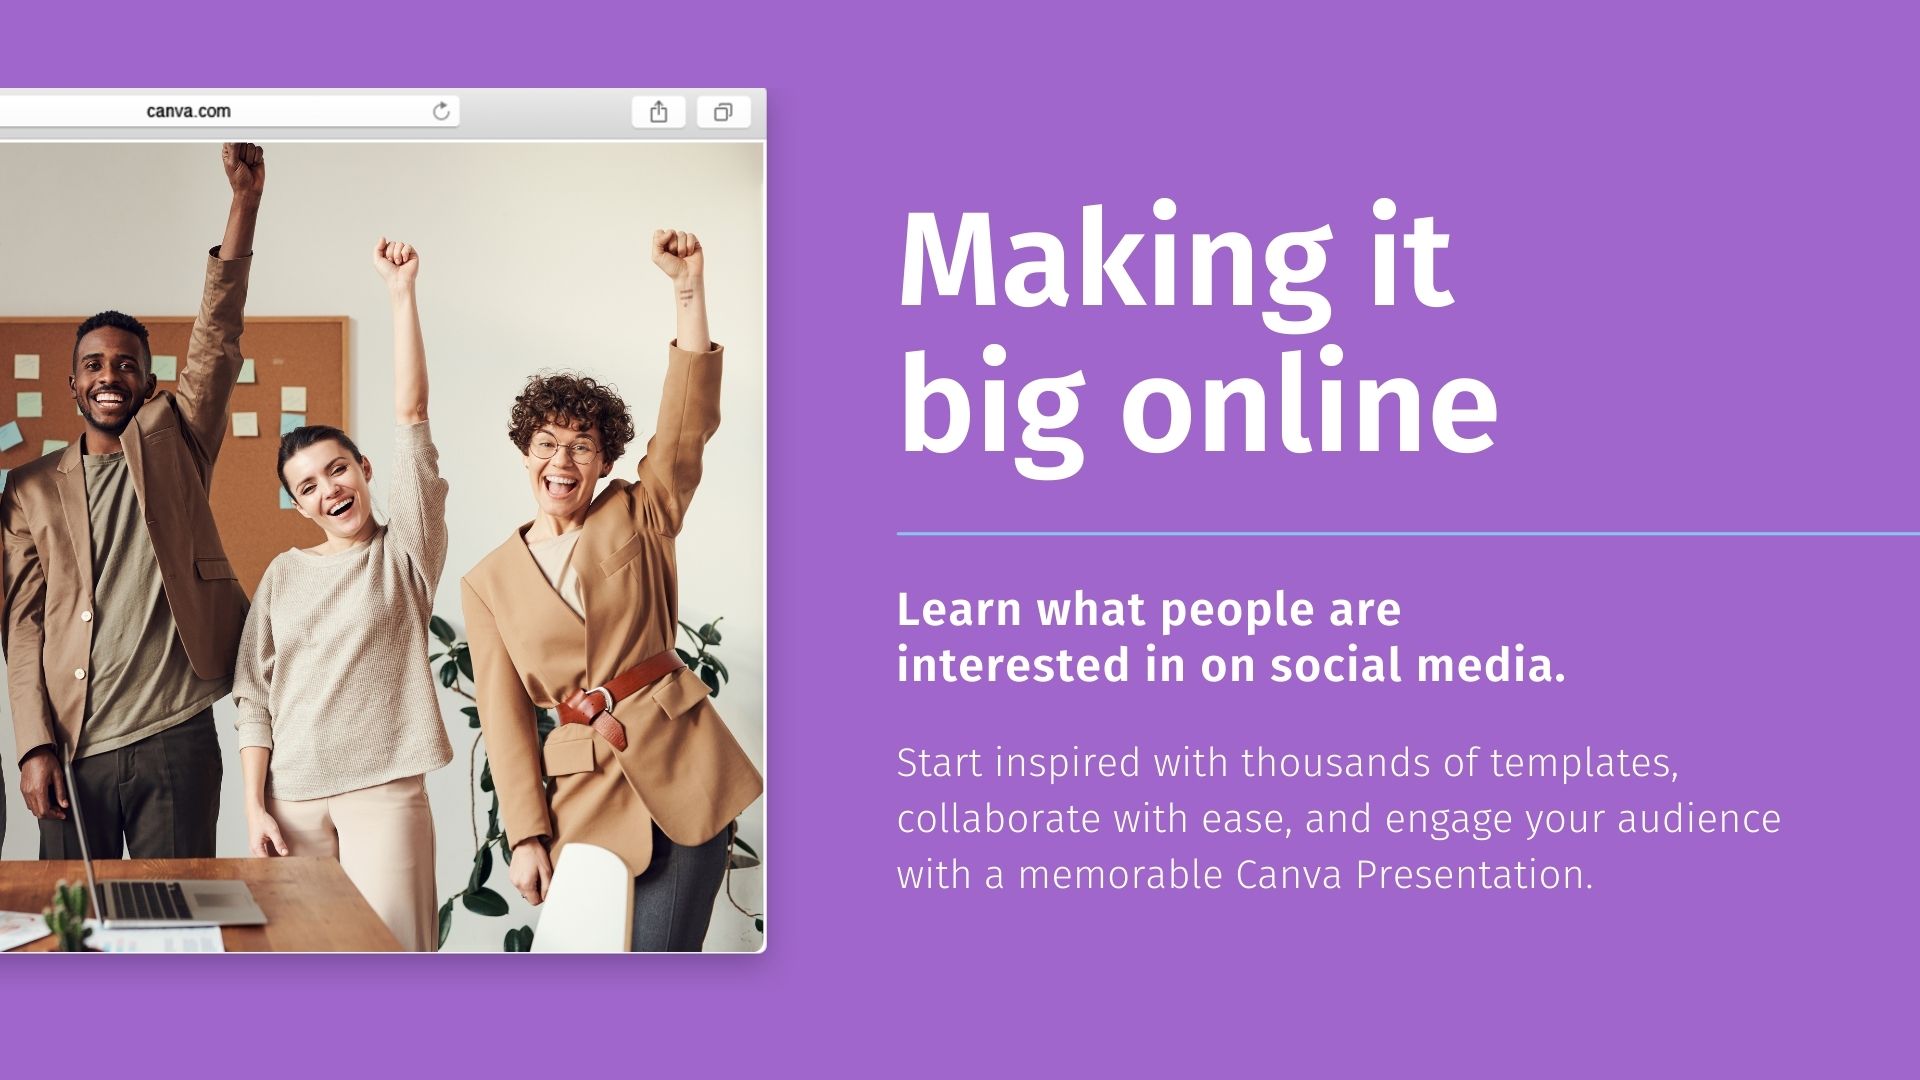 canva.com
Making it
big online
Learn what people are
interested in on social media.
Start inspired with thousands of templates,
collaborate with ease, and engage your audience
with a memorable Canva Presentation.